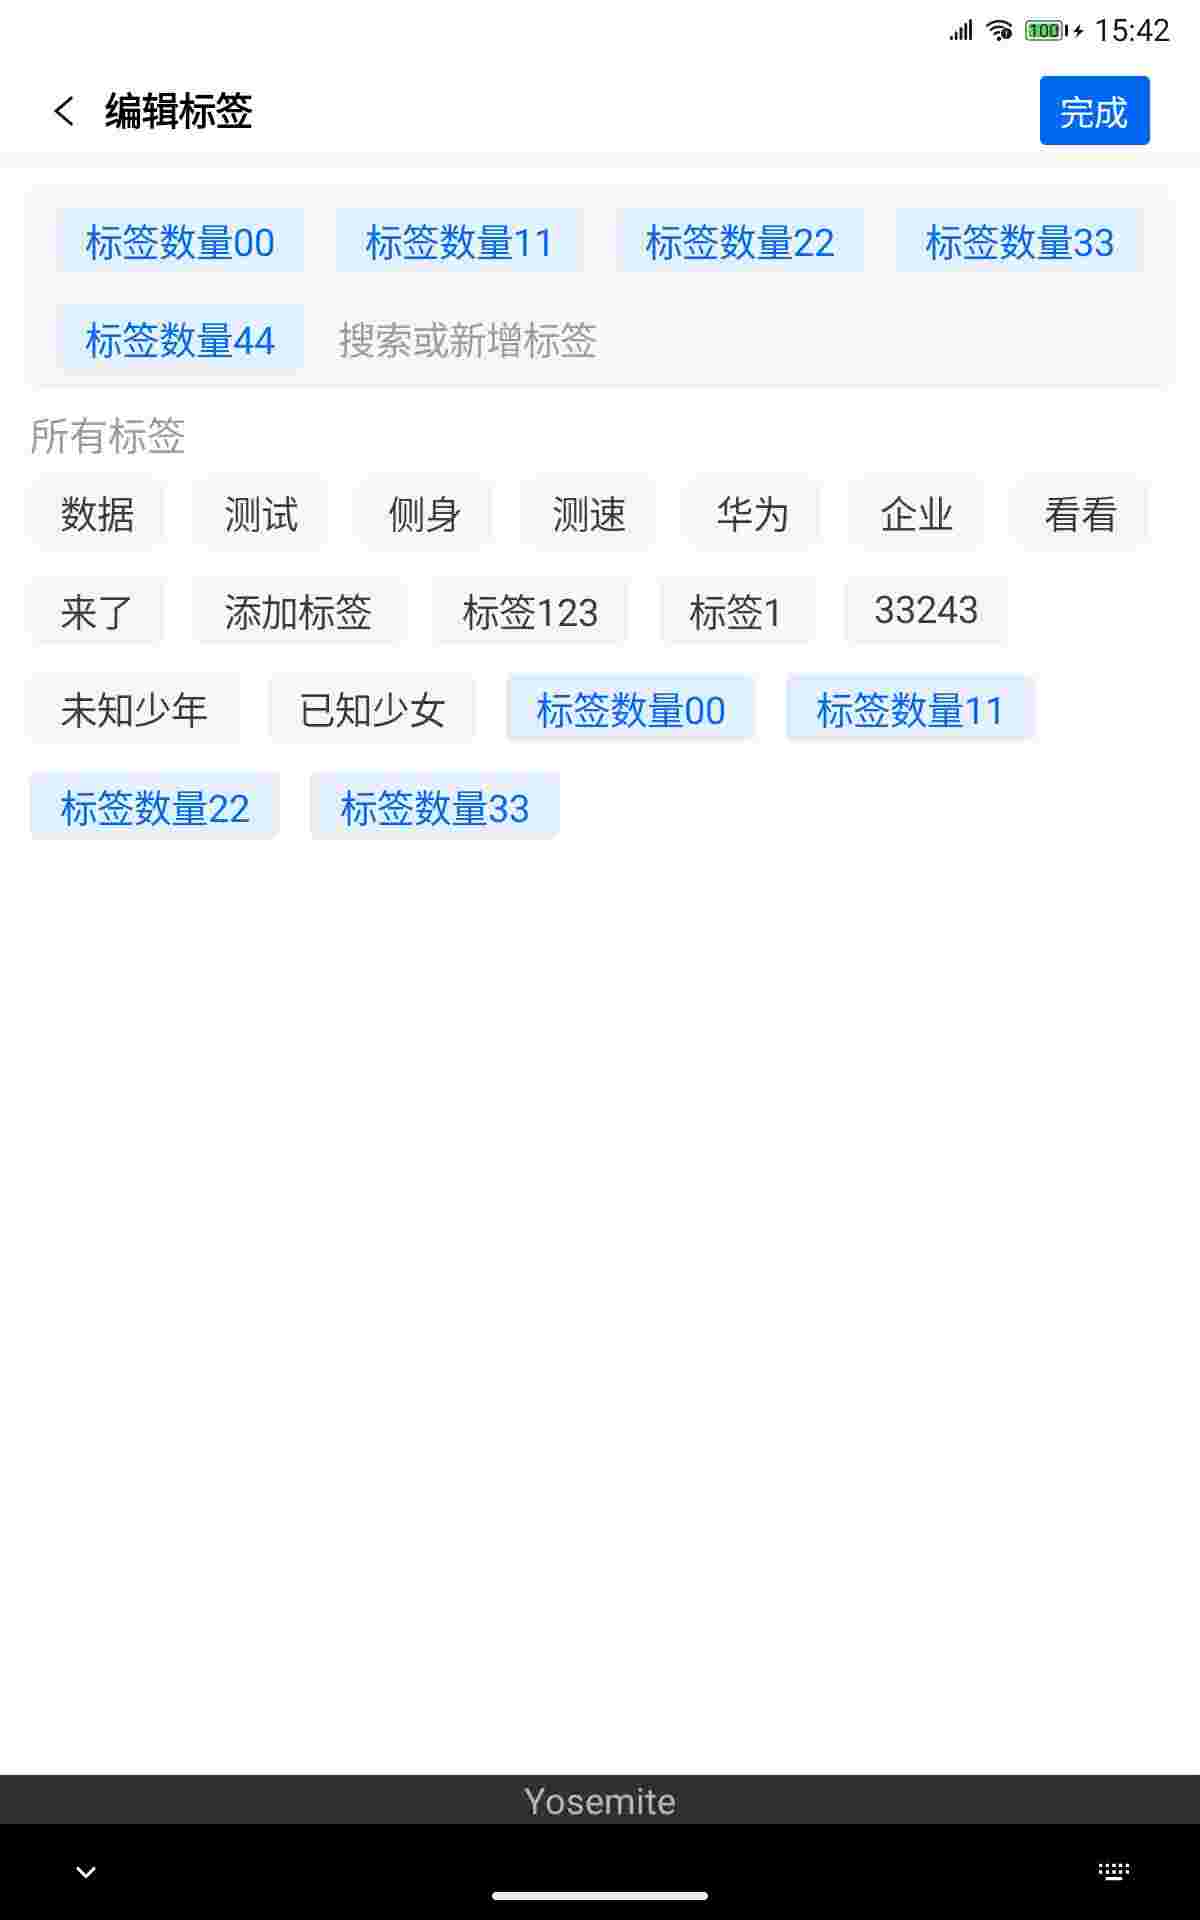 100 15:42
编辑标签 完成
标签数量00 标签数量11 标签数量22 标签数量33
标签数量44 搜索或新增标签
所有标签
数据 测试 侧身 测速 华为 企业 看看
来了 添加标签 标签123 标签1 33243
未知少年 已知少女 标签数量00 标签数量11
标签数量22 标签数量33
Yosemite